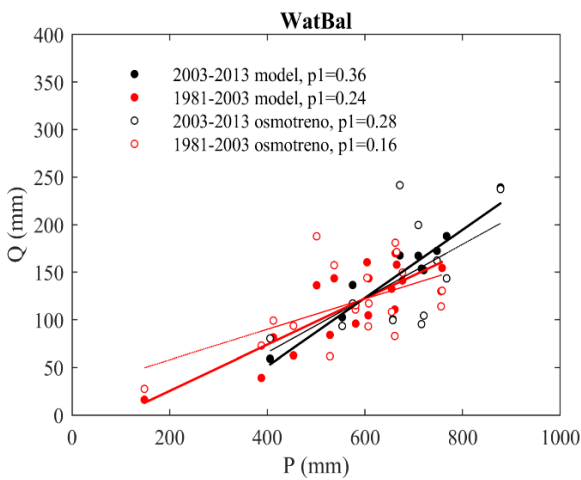 WatBal
400
350
300
250
200
150
100
50
0
Q (mm)
2003-2013 model, p1=0.36
1981-2003 model, p1=0.24
2003-2013 osmotreno, p1=0.28
1981-2003 osmotreno, p1=0.16
0 200 400 600 800 1000
P (mm)